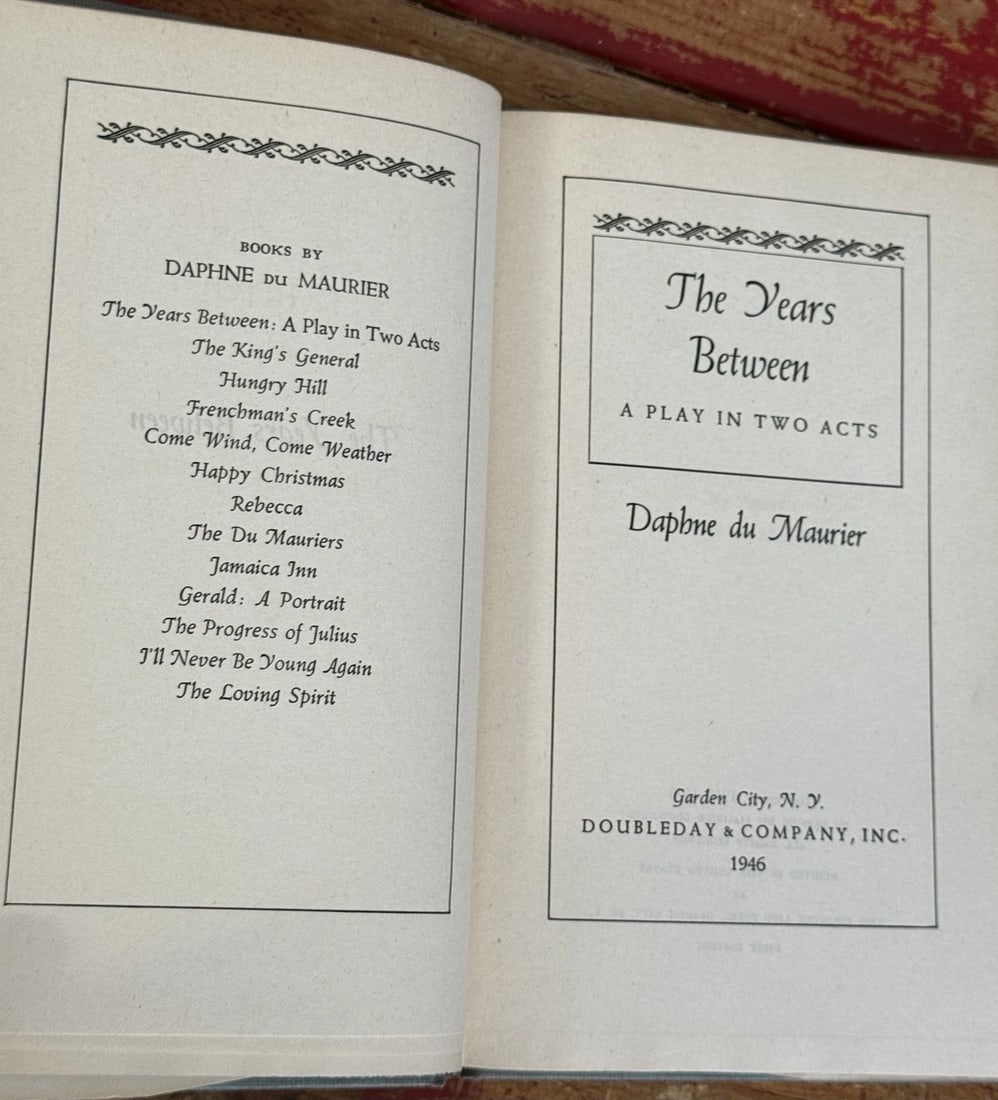 BOOKS BY
DAPHNE DU MAURIER
The Years Between: A Play in Two Acts
The King's General
Hungry Hill
Frenchman's Creek
Come Wind, Come Weather
Happy Christmas
Rebecca
The Du Mauriers
Jamaica Inn
Gerald: A Portrait
The Progress of Julius
I'll Never Be Young Again
The Loving Spirit
The Years
Between
A PLAY IN TWO ACTS
Daphne du Maurier
Garden City, N. Y.
DOUBLEDAY & COMPANY, INC.
1946